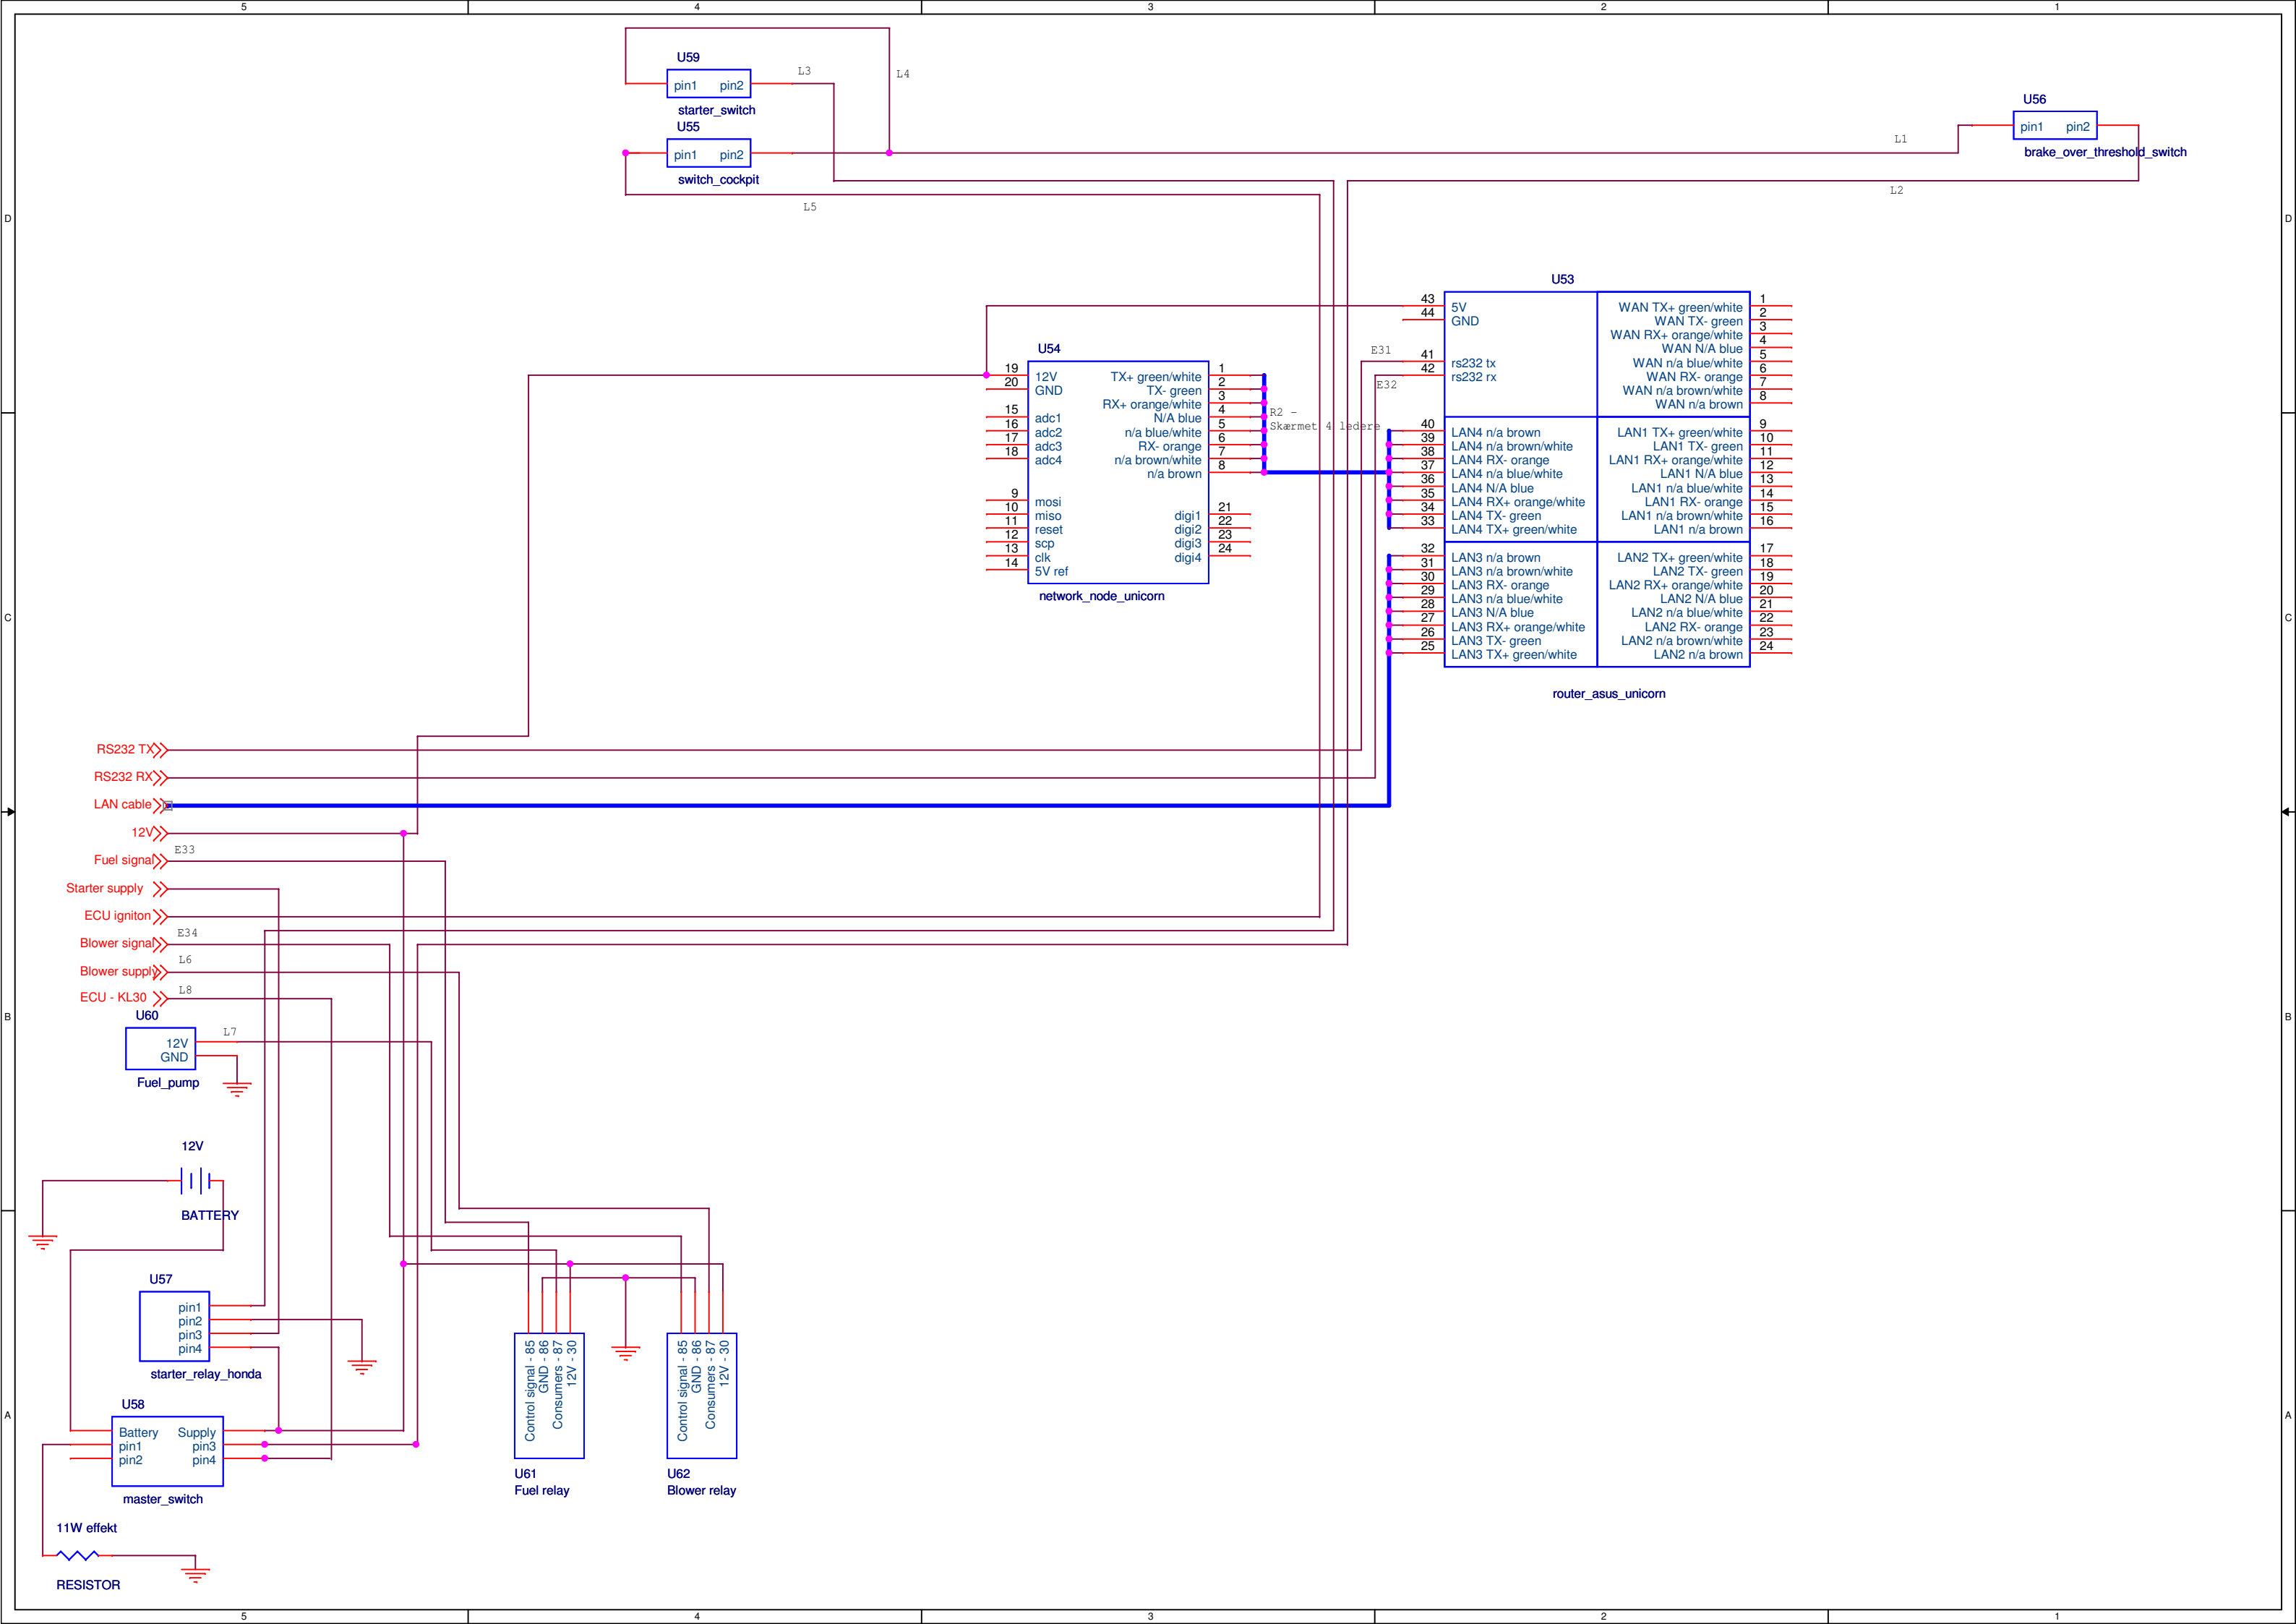 5 4 3 2 1
U59
L3
L4
pin1 pin2
starter_switch
U55
pin1 pin2
switch_cockpit
L5
U56
pin1 pin2
brake_over_threshold_switch
L1
L2
D D
U53
43 5V WAN TX+ green/white 1
44 GND WAN TX- green 2
WAN RX+ orange/white 3
WAN N/A blue 4
41 rs232 tx WAN n/a blue/white 5
42 rs232 rx WAN RX- orange 6
WAN n/a brown/white 7
WAN n/a brown 8
E31
E32
40 LAN4 n/a brown LAN1 TX+ green/white 9
39 LAN4 n/a brown/white LAN1 TX- green 10
38 LAN4 RX- orange LAN1 RX+ orange/white 11
37 LAN4 n/a blue/white LAN1 N/A blue 12
36 LAN4 N/A blue LAN1 n/a blue/white 13
35 LAN4 RX+ orange/white LAN1 RX- orange 14
34 LAN4 TX- green LAN1 n/a brown/white 15
33 LAN4 TX+ green/white LAN1 n/a brown 16
32 LAN3 n/a brown LAN2 TX+ green/white 17
31 LAN3 n/a brown/white LAN2 TX- green 18
30 LAN3 RX- orange LAN2 RX+ orange/white 19
29 LAN3 n/a blue/white LAN2 N/A blue 20
28 LAN3 N/A blue LAN2 n/a blue/white 21
27 LAN3 RX+ orange/white LAN2 RX- orange 22
26 LAN3 TX- green LAN2 n/a brown/white 23
25 LAN3 TX+ green/white LAN2 n/a brown 24
router_asus_unicorn
U54
19 12V TX+ green/white 1
20 GND TX- green 2
RX+ orange/white 3
15 adc1 N/A blue 4
16 adc2 n/a blue/white 5
17 adc3 RX- orange 6
18 adc4 n/a brown/white 7
n/a brown 8
9 mosi
10 miso digi1 21
11 reset digi2 22
12 scp digi3 23
13 clk digi4 24
14 5V ref
network_node_unicorn
R2 -
Skærmet 4 ledere
C C
RS232 TX
RS232 RX
LAN cable
12V
Fuel signal E33
Starter supply
ECU igniton
Blower signal E34
Blower supply L6
ECU - KL30 L8
B B
U60
L7
12V
GND
Fuel_pump
12V
BATTERY
U57
pin1
pin2
pin3
pin4
starter_relay_honda
U58
Battery Supply
pin1 pin3
pin2 pin4
master_switch
11W effekt
RESISTOR
Control signal - 85
GND - 86
Consumers - 87
12V - 30
U61
Fuel relay
Control signal - 85
GND - 86
Consumers - 87
12V - 30
U62
Blower relay
A A
5 4 3 2 1